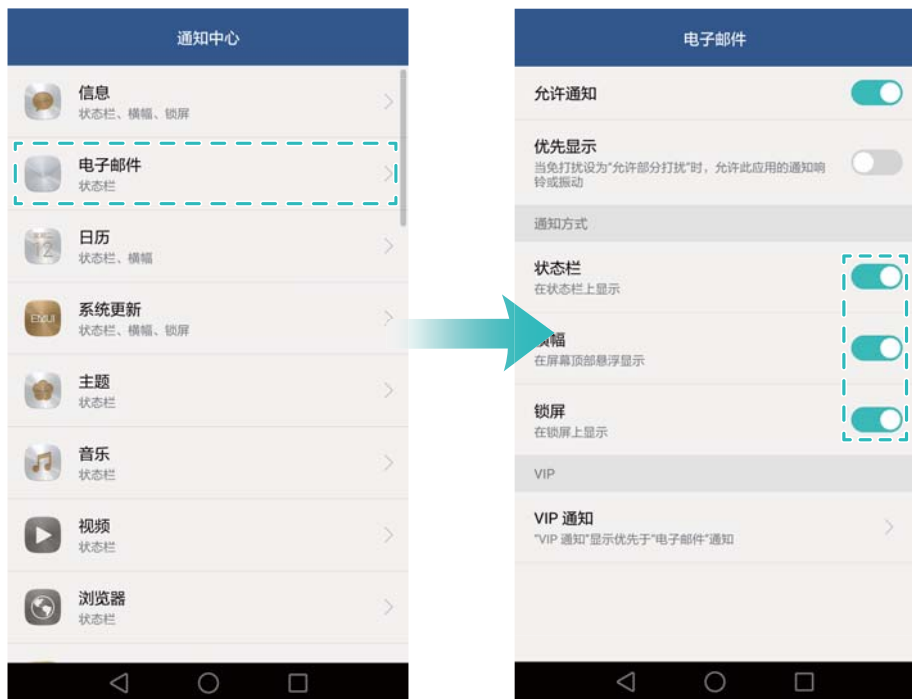 通知中心
信息
状态栏、横幅、锁屏
电子邮件
状态栏
12
日历
状态栏、横幅
EMUI
系统更新
状态栏、横幅、锁屏
主题
状态栏
音乐
状态栏
视频
状态栏
浏览器
状态栏
电子邮件
允许通知
优先显示
当免打扰设为“允许部分打扰”时，允许此应用的通知响
铃或振动
通知方式
状态栏
在状态栏上显示
横幅
在屏幕顶部悬浮显示
锁屏
在锁屏上显示
VIP
VIP 通知
“VIP 通知”显示优先于“电子邮件”通知